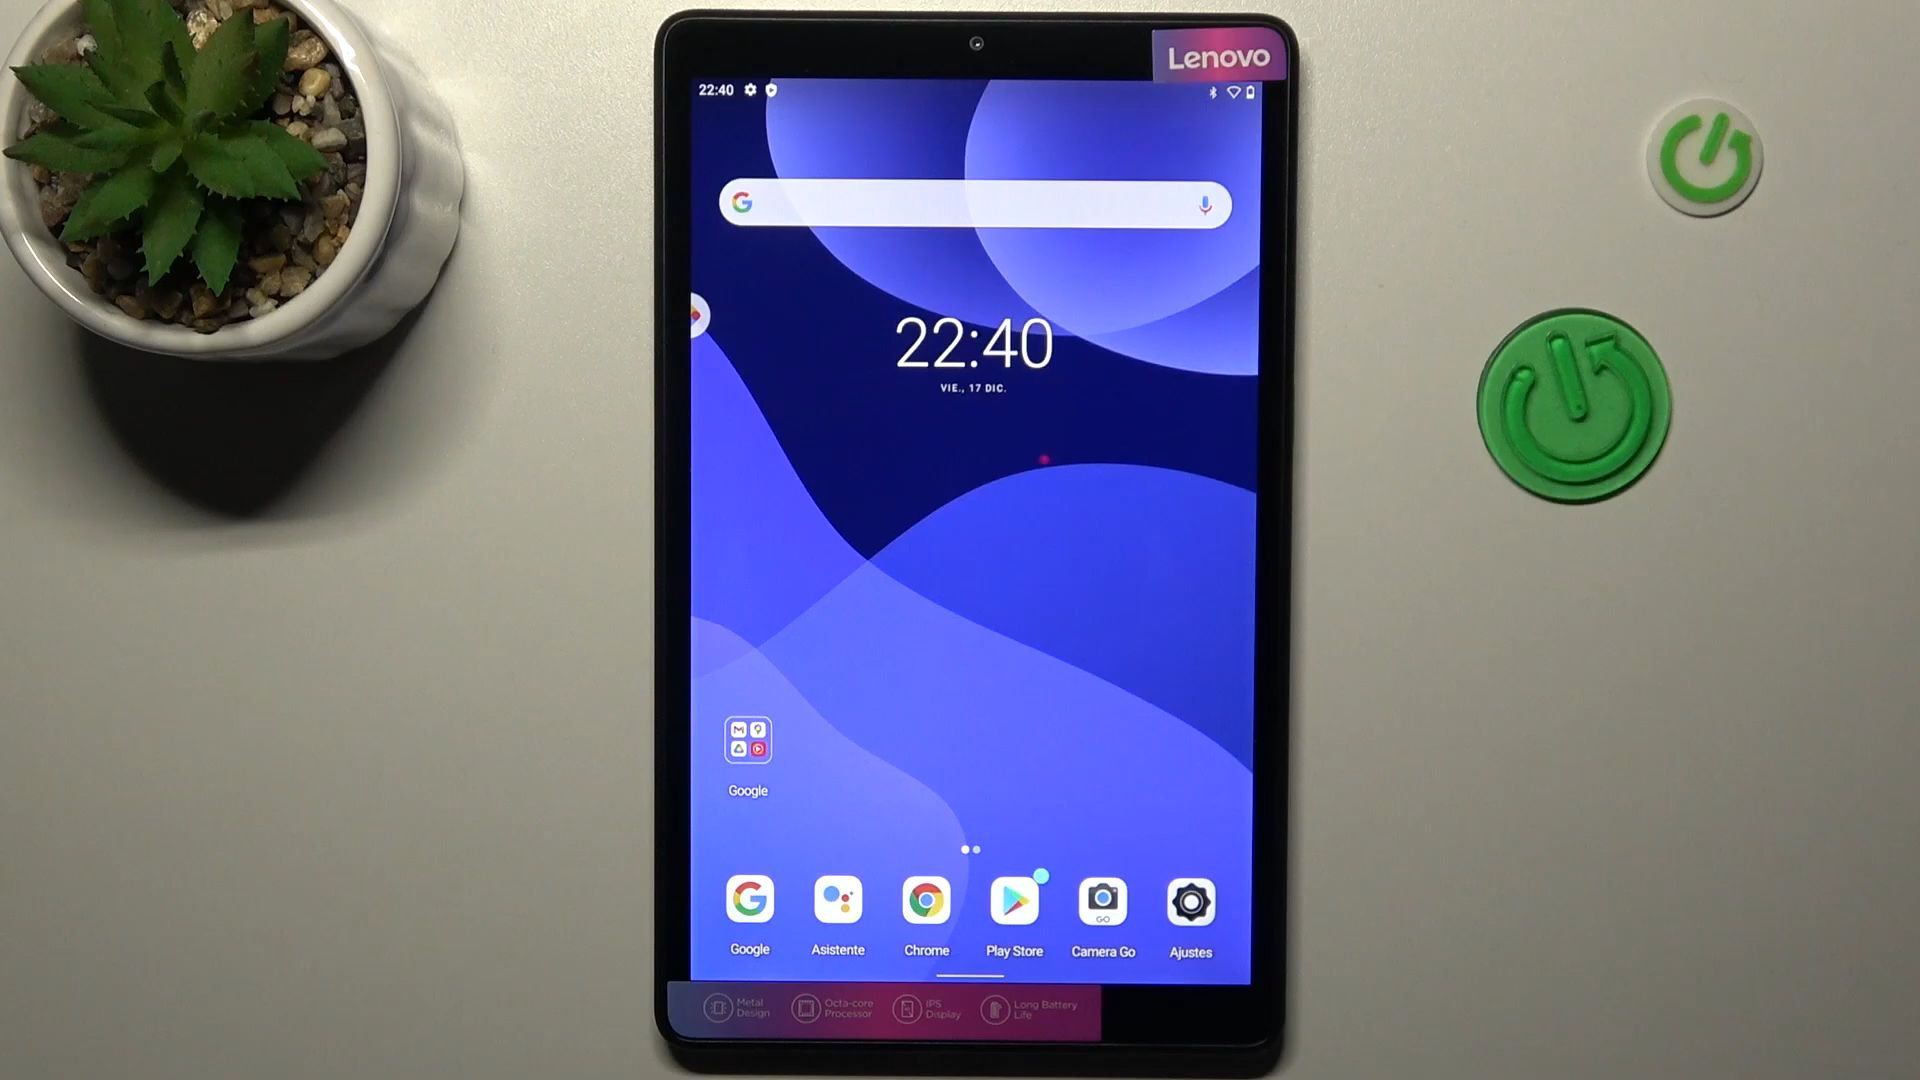 Lenovo
22:40
22:40
VIE., 17 DIC.
Google
Google
Asistente
Chrome
Play Store
GO
Camera Go
Ajustes
Metal
Design
Octa-core
Processor
IPS
Display
Long Battery
Life